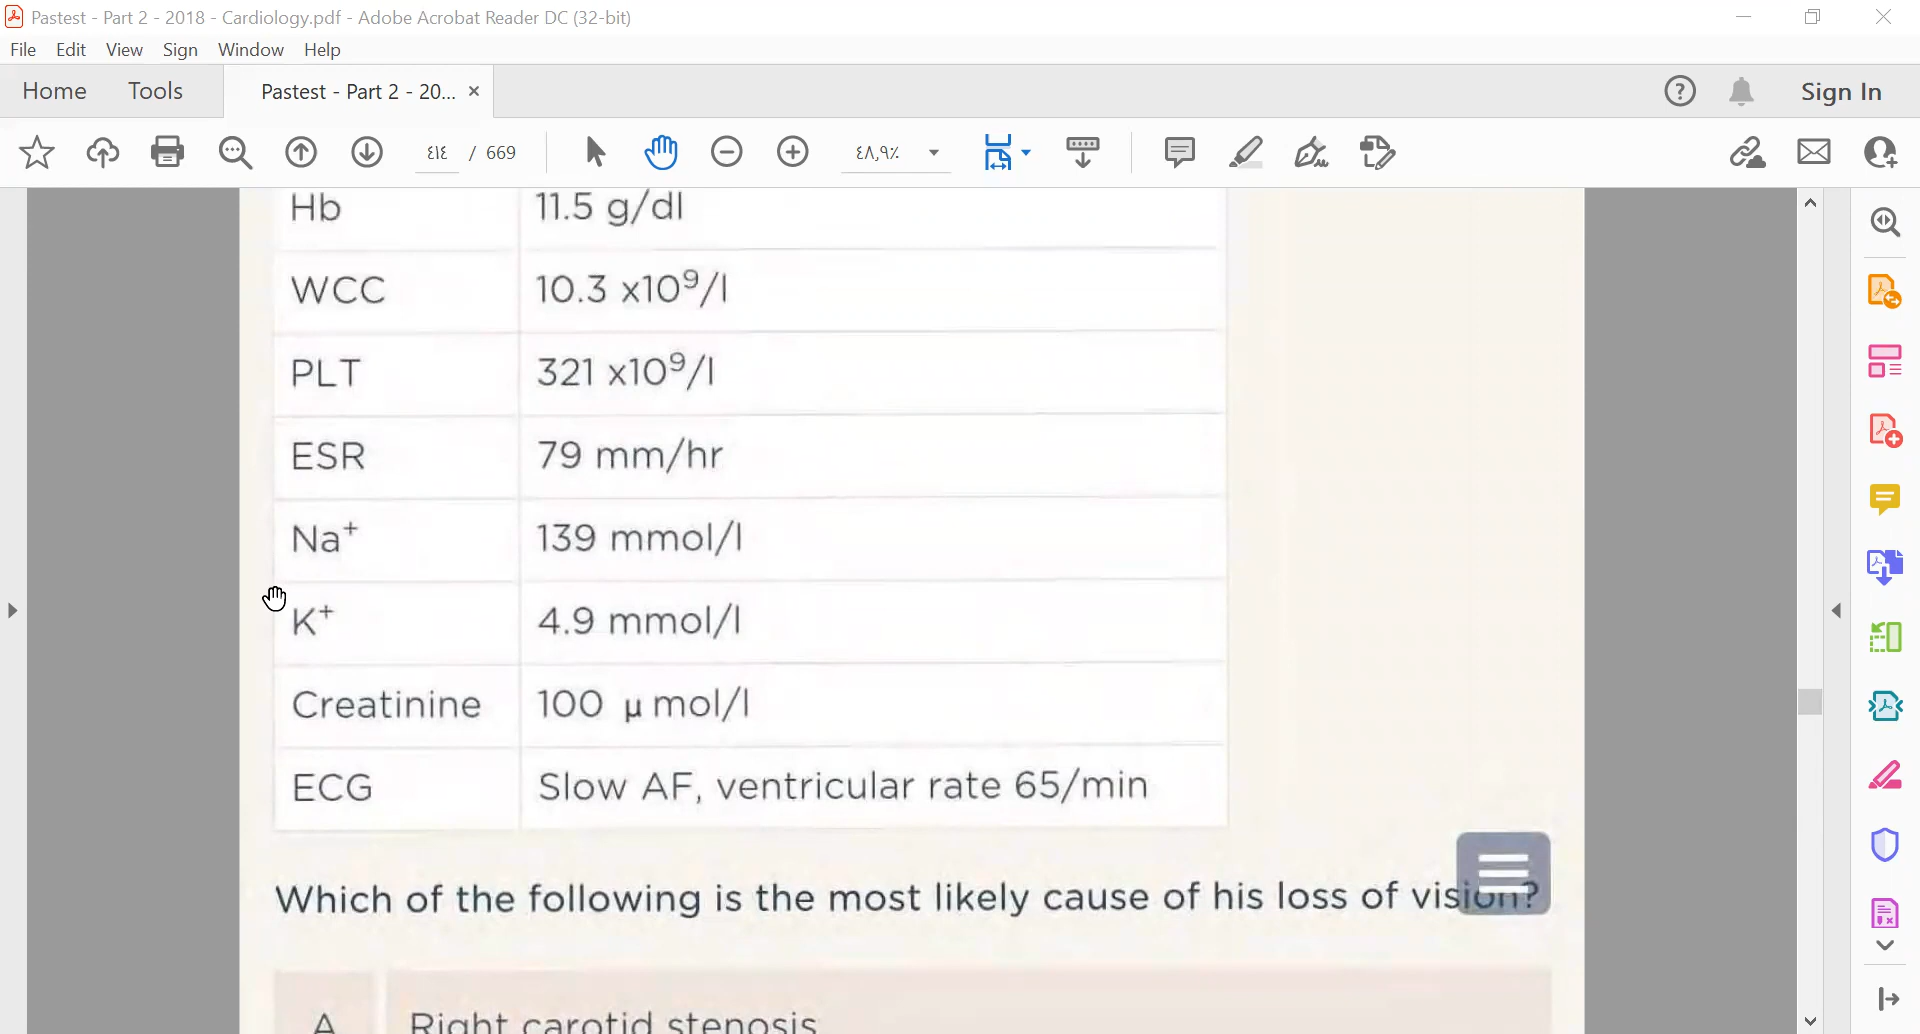 Pastest - Part 2 - 2018 - Cardiology.pdf - Adobe Acrobat Reader DC (32-bit)
File Edit View Sign Window Help
Home Tools Pastest - Part 2 - 20... Sign In
٤١٤ / 669 ٤٨,٩٪
Hb 11.5 g/dl
WCC 10.3 x10⁹/l
PLT 321 x10⁹/l
ESR 79 mm/hr
Na⁺ 139 mmol/l
K⁺ 4.9 mmol/l
Creatinine 100 μ mol/l
ECG Slow AF, ventricular rate 65/min
Which of the following is the most likely cause of his loss of vision?
A Right carotid stenosis